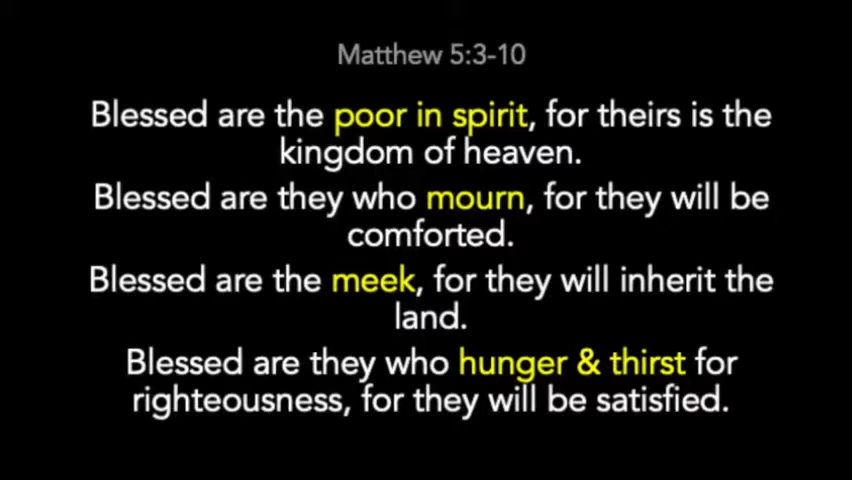 Matthew 5:3-10
Blessed are the poor in spirit, for theirs is the
kingdom of heaven.
Blessed are they who mourn, for they will be
comforted.
Blessed are the meek, for they will inherit the
land.
Blessed are they who hunger & thirst for
righteousness, for they will be satisfied.